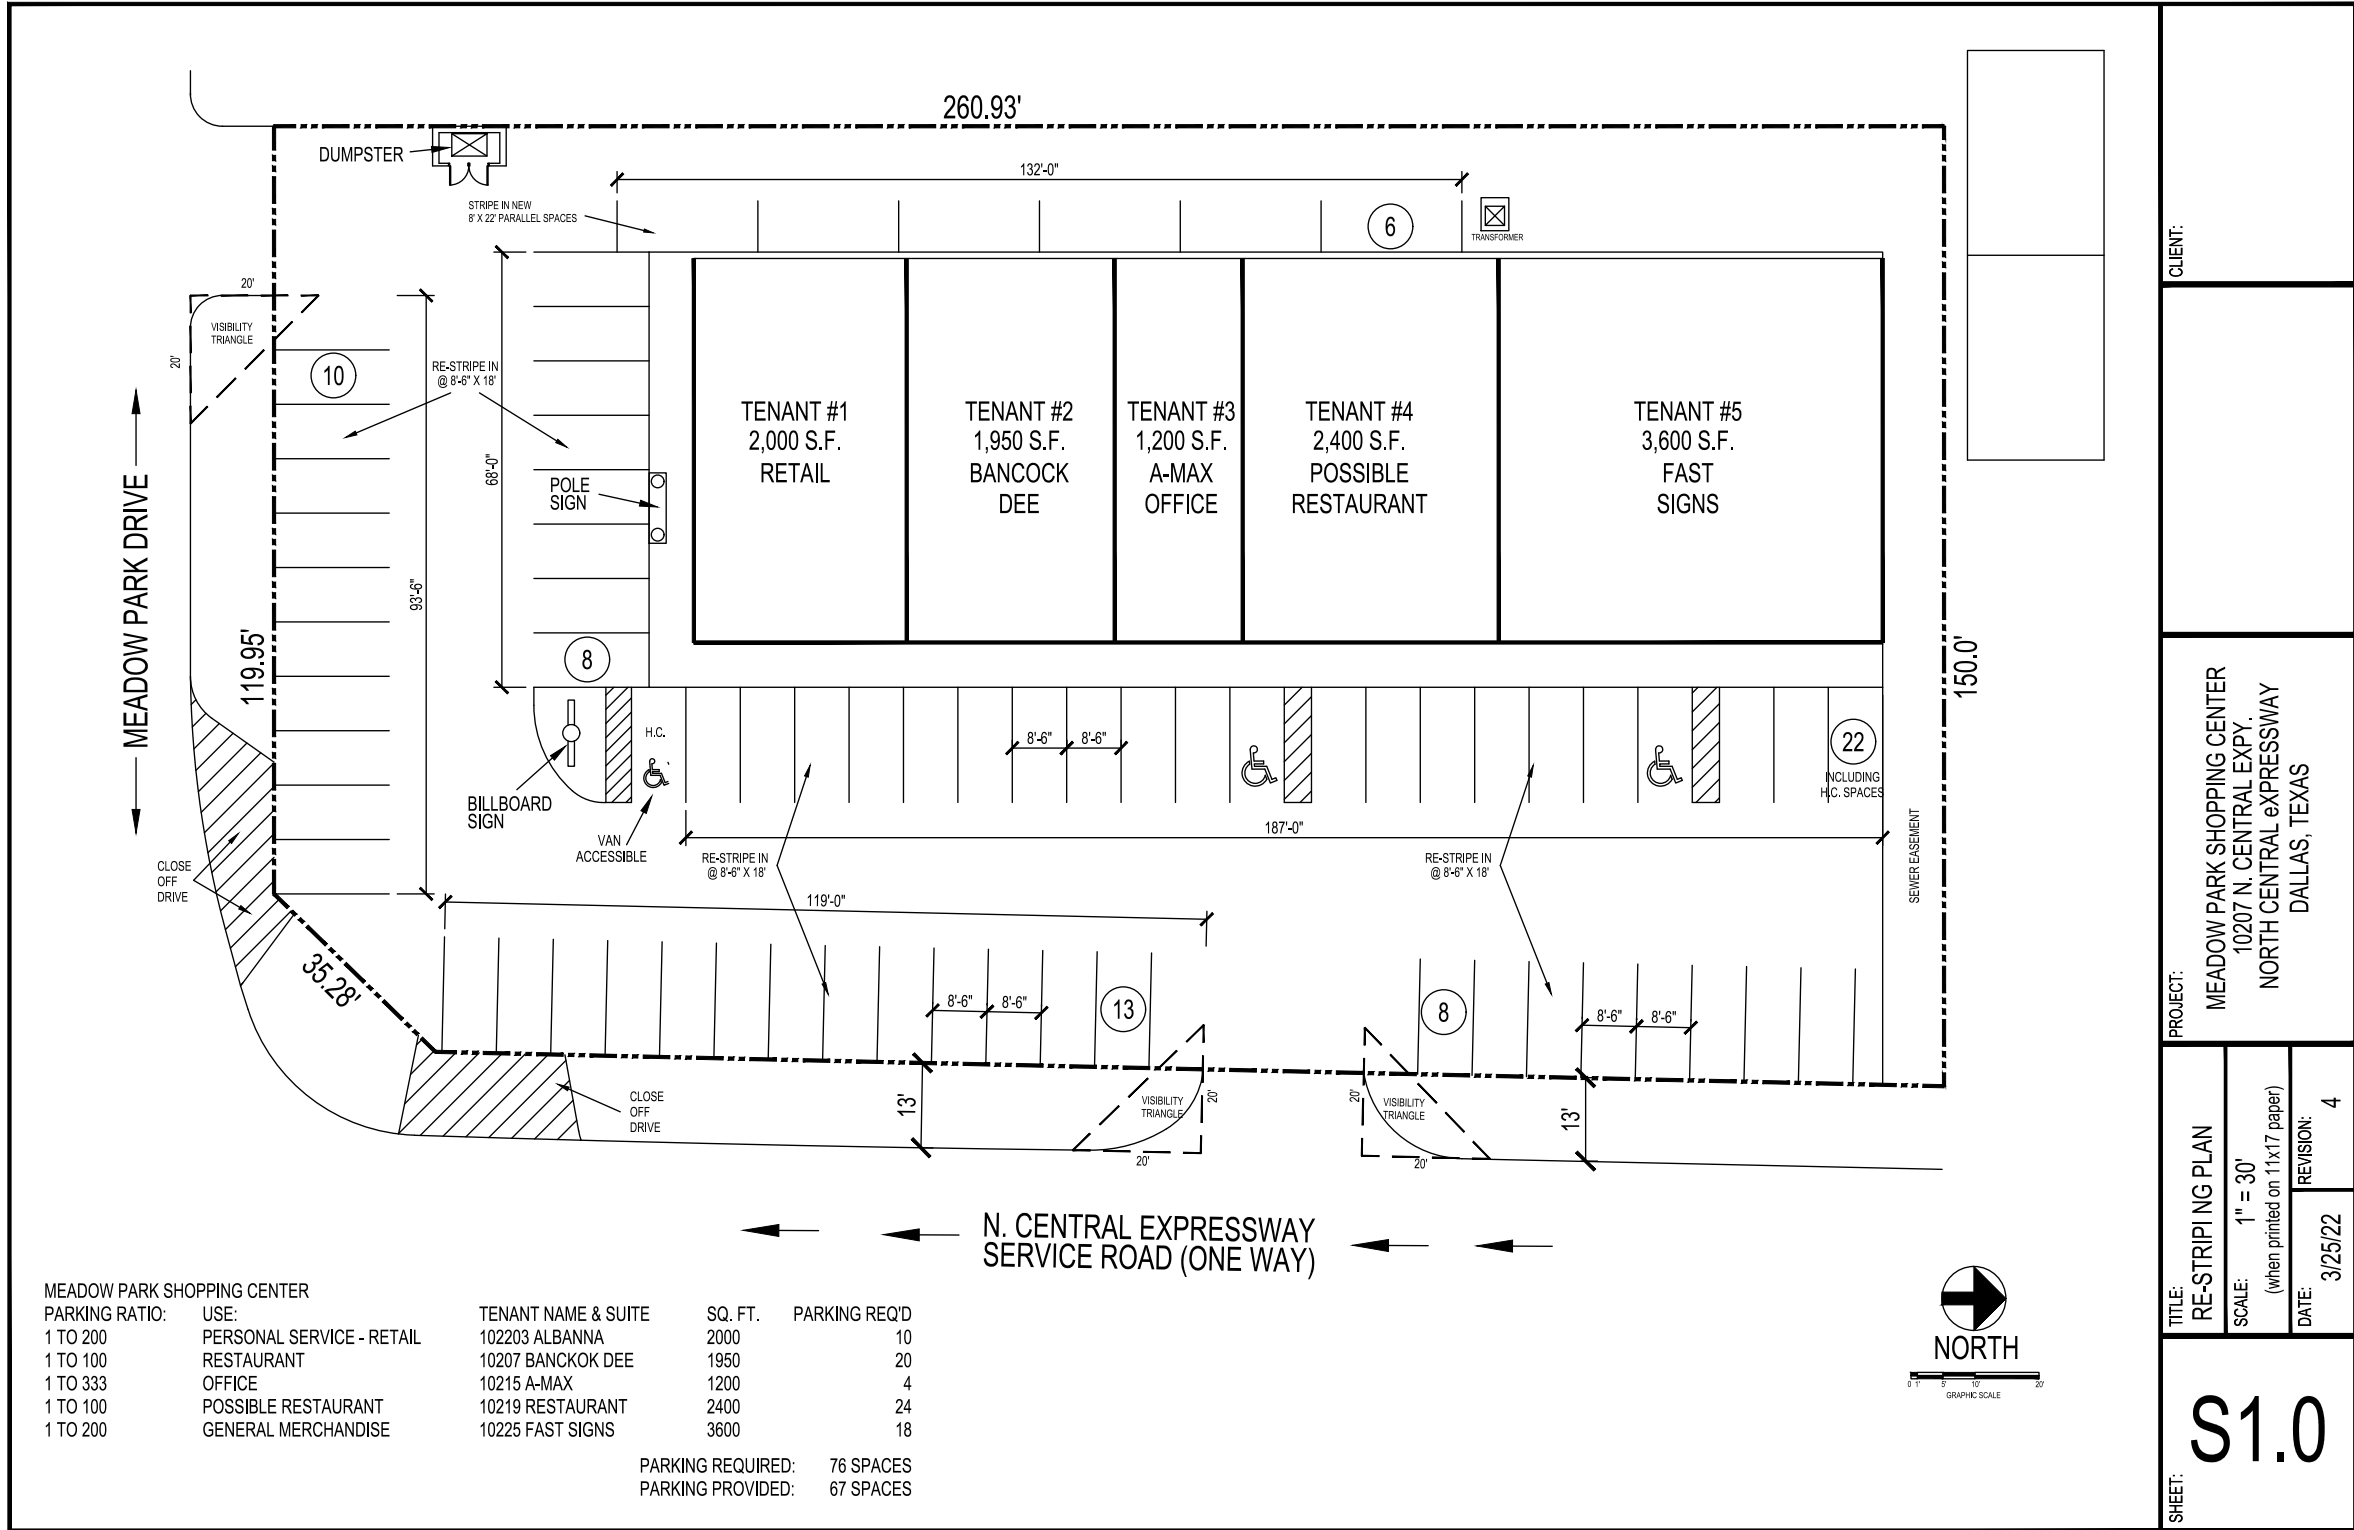 260.93'
DUMPSTER
132'-0"
STRIPE IN NEW
8' X 22' PARALLEL SPACES
6
TRANSFORMER
20'
VISIBILITY
TRIANGLE
20'
10
RE-STRIPE IN
@ 8'-6" X 18'
68'-0"
POLE
SIGN
93'-6"
8
MEADOW PARK DRIVE
119.95'
TENANT #1
2,000 S.F.
RETAIL
TENANT #2
1,950 S.F.
BANCOCK
DEE
TENANT #3
1,200 S.F.
A-MAX
OFFICE
TENANT #4
2,400 S.F.
POSSIBLE
RESTAURANT
TENANT #5
3,600 S.F.
FAST
SIGNS
150.0'
H.C.
8'-6"
8'-6"
22
INCLUDING
H.C. SPACES
BILLBOARD
SIGN
VAN
ACCESSIBLE
187'-0"
RE-STRIPE IN
@ 8'-6" X 18'
RE-STRIPE IN
@ 8'-6" X 18'
SEWER EASEMENT
CLOSE
OFF
DRIVE
119'-0"
35.28'
8'-6"
8'-6"
13
8
8'-6"
8'-6"
CLOSE
OFF
DRIVE
13'
VISIBILITY
TRIANGLE
20'
20'
20'
VISIBILITY
TRIANGLE
20'
13'
N. CENTRAL EXPRESSWAY
SERVICE ROAD (ONE WAY)
MEADOW PARK SHOPPING CENTER
PARKING RATIO: USE: TENANT NAME & SUITE SQ. FT. PARKING REQ'D
1 TO 200 PERSONAL SERVICE - RETAIL 102203 ALBANNA 2000 10
1 TO 100 RESTAURANT 10207 BANCKOK DEE 1950 20
1 TO 333 OFFICE 10215 A-MAX 1200 4
1 TO 100 POSSIBLE RESTAURANT 10219 RESTAURANT 2400 24
1 TO 200 GENERAL MERCHANDISE 10225 FAST SIGNS 3600 18
PARKING REQUIRED: 76 SPACES
PARKING PROVIDED: 67 SPACES
NORTH
0 1' 5' 10' 20'
GRAPHIC SCALE
CLIENT:
PROJECT:
MEADOW PARK SHOPPING CENTER
10207 N. CENTRAL EXPY.
NORTH CENTRAL eXPRESSWAY
DALLAS, TEXAS
TITLE:
RE-STRIPI NG PLAN
SCALE: 1" = 30'
(when printed on 11x17 paper)
DATE: 3/25/22
REVISION: 4
SHEET:
S1.0